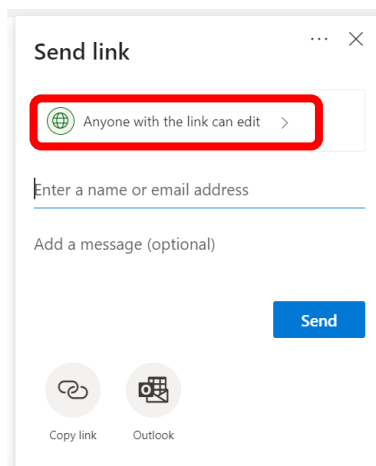 Send link
Anyone with the link can edit
Enter a name or email address
Add a message (optional)
Send
Copy link
Outlook